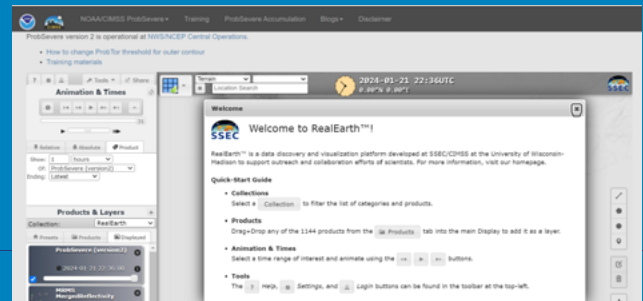 NOAA/CIMSS ProbSevere Training ProbSevere Accumulation Blogs Disclaimer
ProbSevere version 2 is operational at NWS/NCEP Central Operations.
How to change ProbTor threshold for outer contour
Training materials
? Tools Share
Animation & Times
Terrain
Location Search
2024-01-21 22:36UTC
0.00°N 0.00°E
SSEC
31
Relative Absolute Product
Show: 1 hours
OF: ProbSevere (version2)
Ending: Latest
Products & Layers
Collection: RealEarth
Presets Products Displayed
ProbSevere (version2)
2024-01-21 22:36:00
MRMS
MergedReflectivity
Welcome
SSEC
Welcome to RealEarth™!
RealEarth™ is a data discovery and visualization platform developed at SSEC/CIMSS at the University of Wisconsin-
Madison to support outreach and collaboration efforts of scientists. For more information, visit our homepage.
Quick-Start Guide
Collections
Select a Collection to filter the list of categories and products.
Products
Drag+Drop any of the 1144 products from the Products tab into the main Display to add it as a layer.
Animation & Times
Select a time range of interest and animate using the buttons.
Tools
The ? Help, Settings, and Login buttons can be found in the toolbar at the top-left.